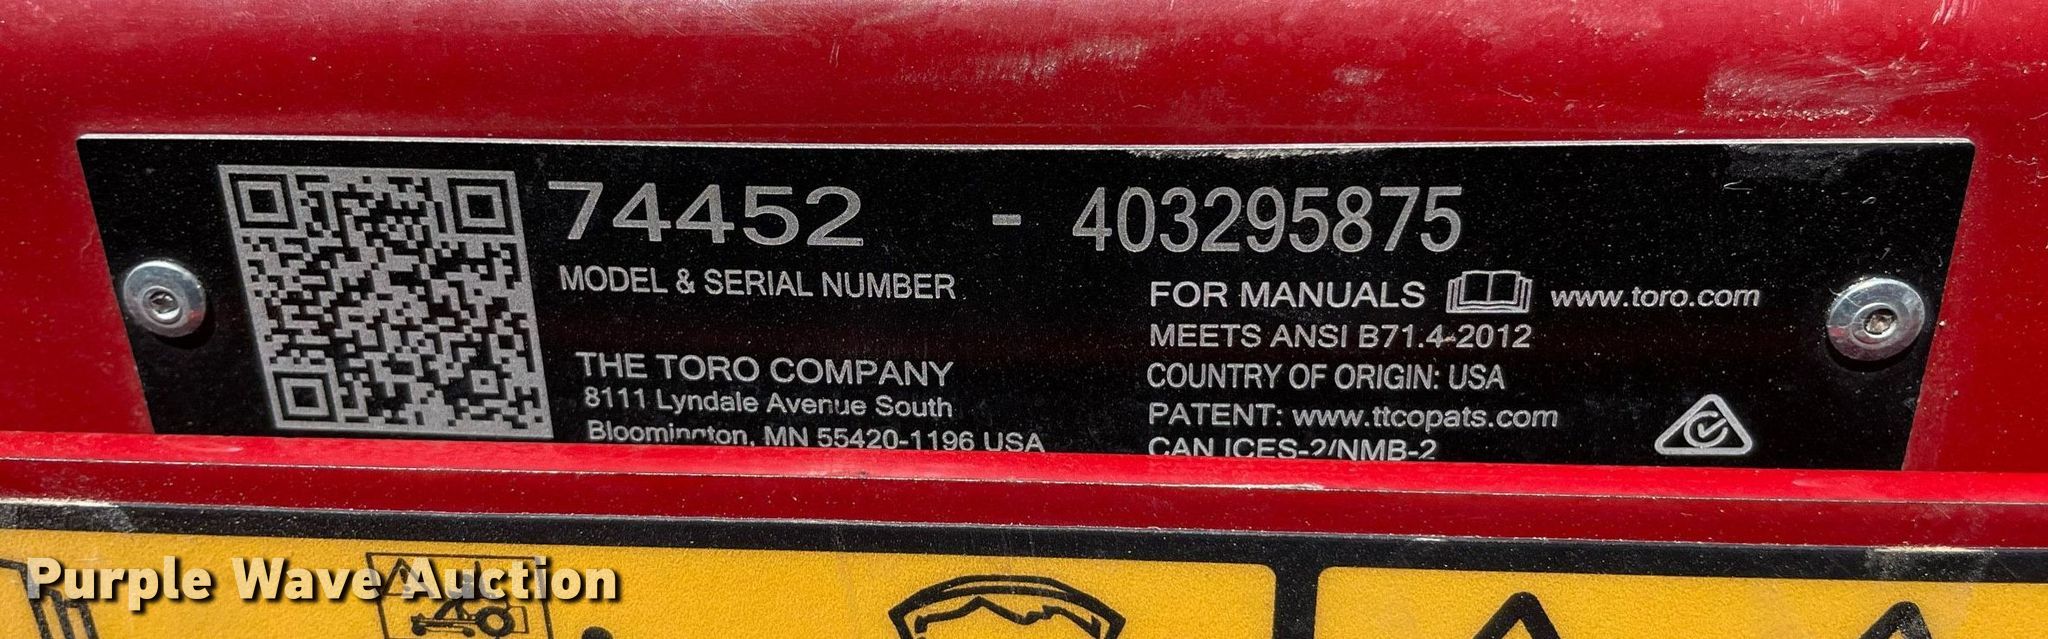 74452 - 403295875
MODEL & SERIAL NUMBER
THE TORO COMPANY
8111 Lyndale Avenue South
Bloomington, MN 55420-1196 USA
FOR MANUALS www.toro.com
MEETS ANSI B71.4-2012
COUNTRY OF ORIGIN: USA
PATENT: www.ttcopats.com
CAN ICES-2/NMB-2
Purple Wave Auction